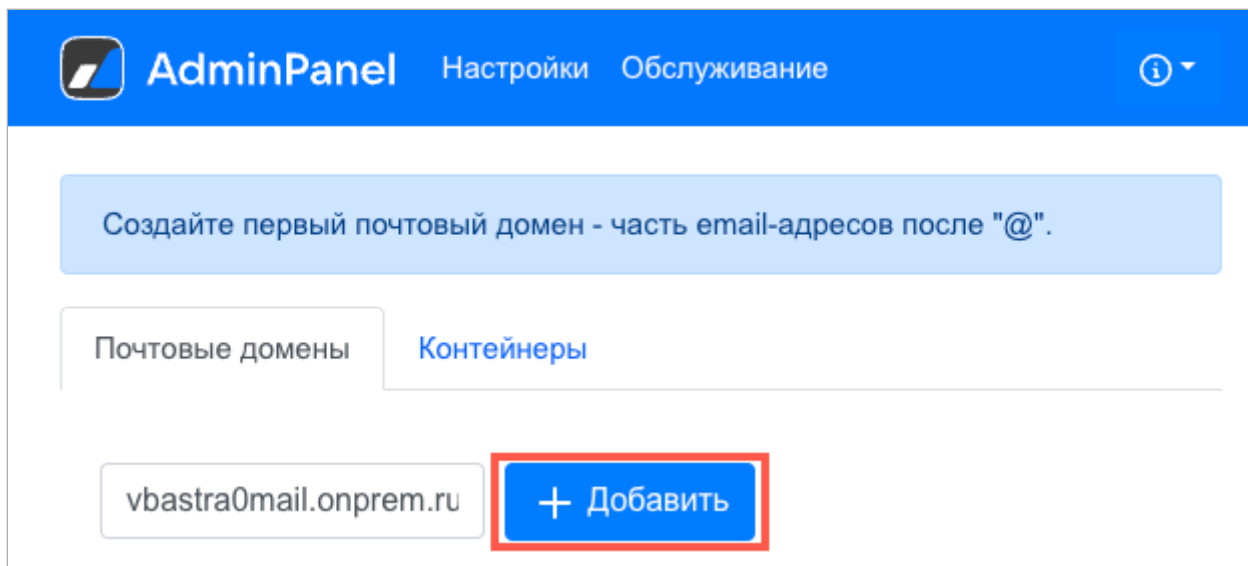 AdminPanel Настройки Обслуживание
Создайте первый почтовый домен - часть email-адресов после "@".
Почтовые домены Контейнеры
vbastra0mail.onprem.ru + Добавить